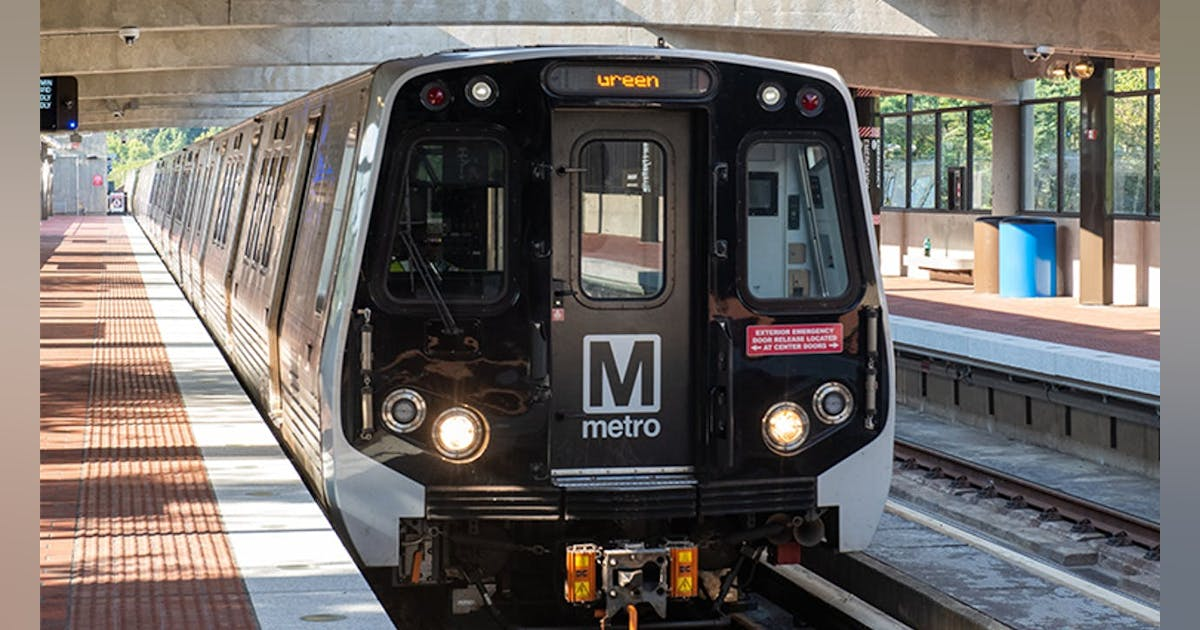 Green
EXTERIOR EMERGENCY
DOOR RELEASE LOCATED
AT CENTER DOORS
M
metro